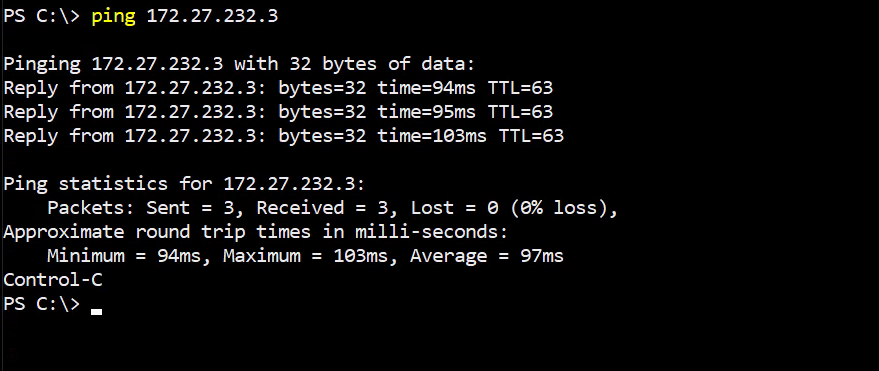 PS C:\> ping 172.27.232.3
Pinging 172.27.232.3 with 32 bytes of data:
Reply from 172.27.232.3: bytes=32 time=94ms TTL=63
Reply from 172.27.232.3: bytes=32 time=95ms TTL=63
Reply from 172.27.232.3: bytes=32 time=103ms TTL=63
Ping statistics for 172.27.232.3:
    Packets: Sent = 3, Received = 3, Lost = 0 (0% loss),
Approximate round trip times in milli-seconds:
    Minimum = 94ms, Maximum = 103ms, Average = 97ms
Control-C
PS C:\>